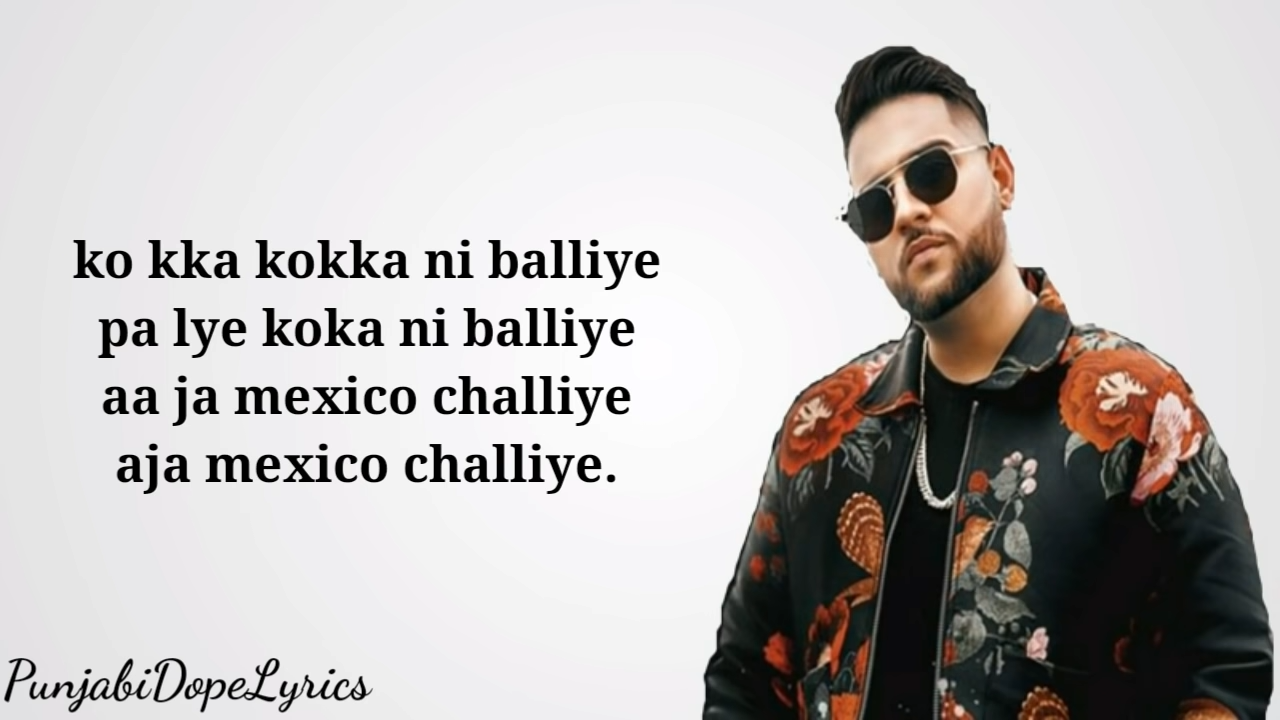 ko kka kokka ni balliye
pa lye koka ni balliye
aa ja mexico challiye
aja mexico challiye.
PunjabiDopeLyrics